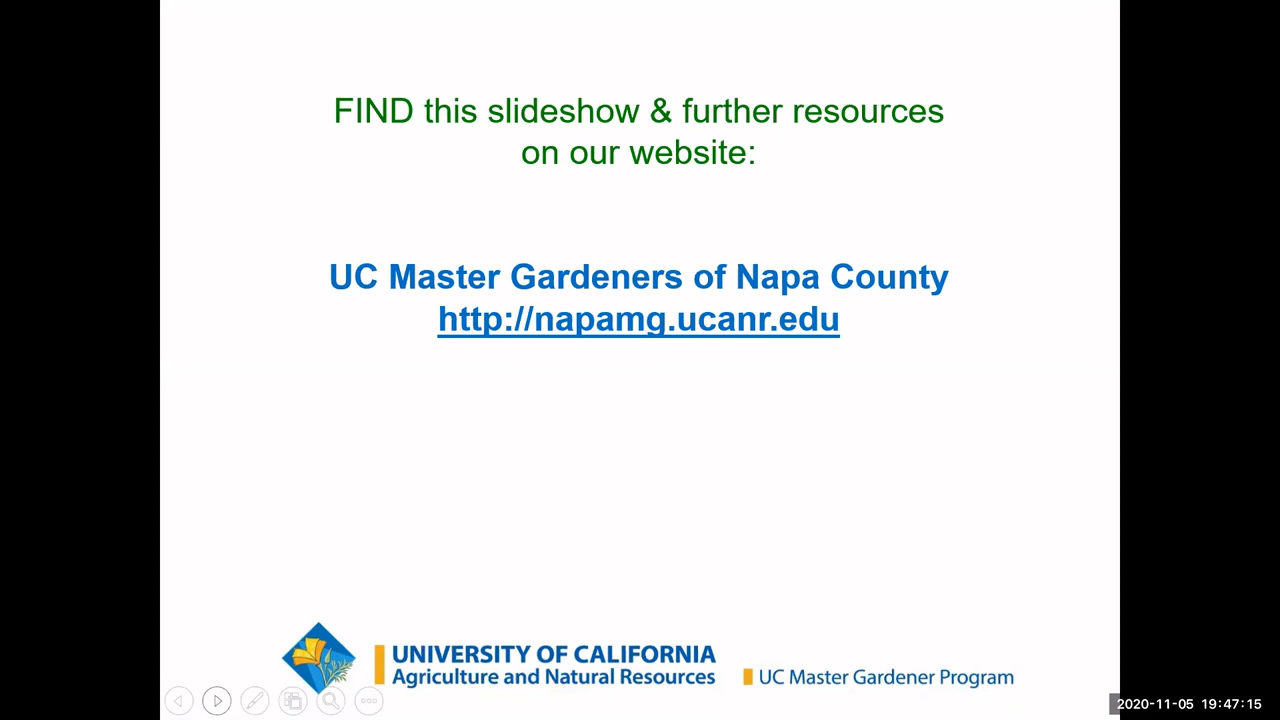 FIND this slideshow & further resources
on our website:
UC Master Gardeners of Napa County
http://napamg.ucanr.edu
UNIVERSITY OF CALIFORNIA
Agriculture and Natural Resources
UC Master Gardener Program
2020-11-05 19:47:15